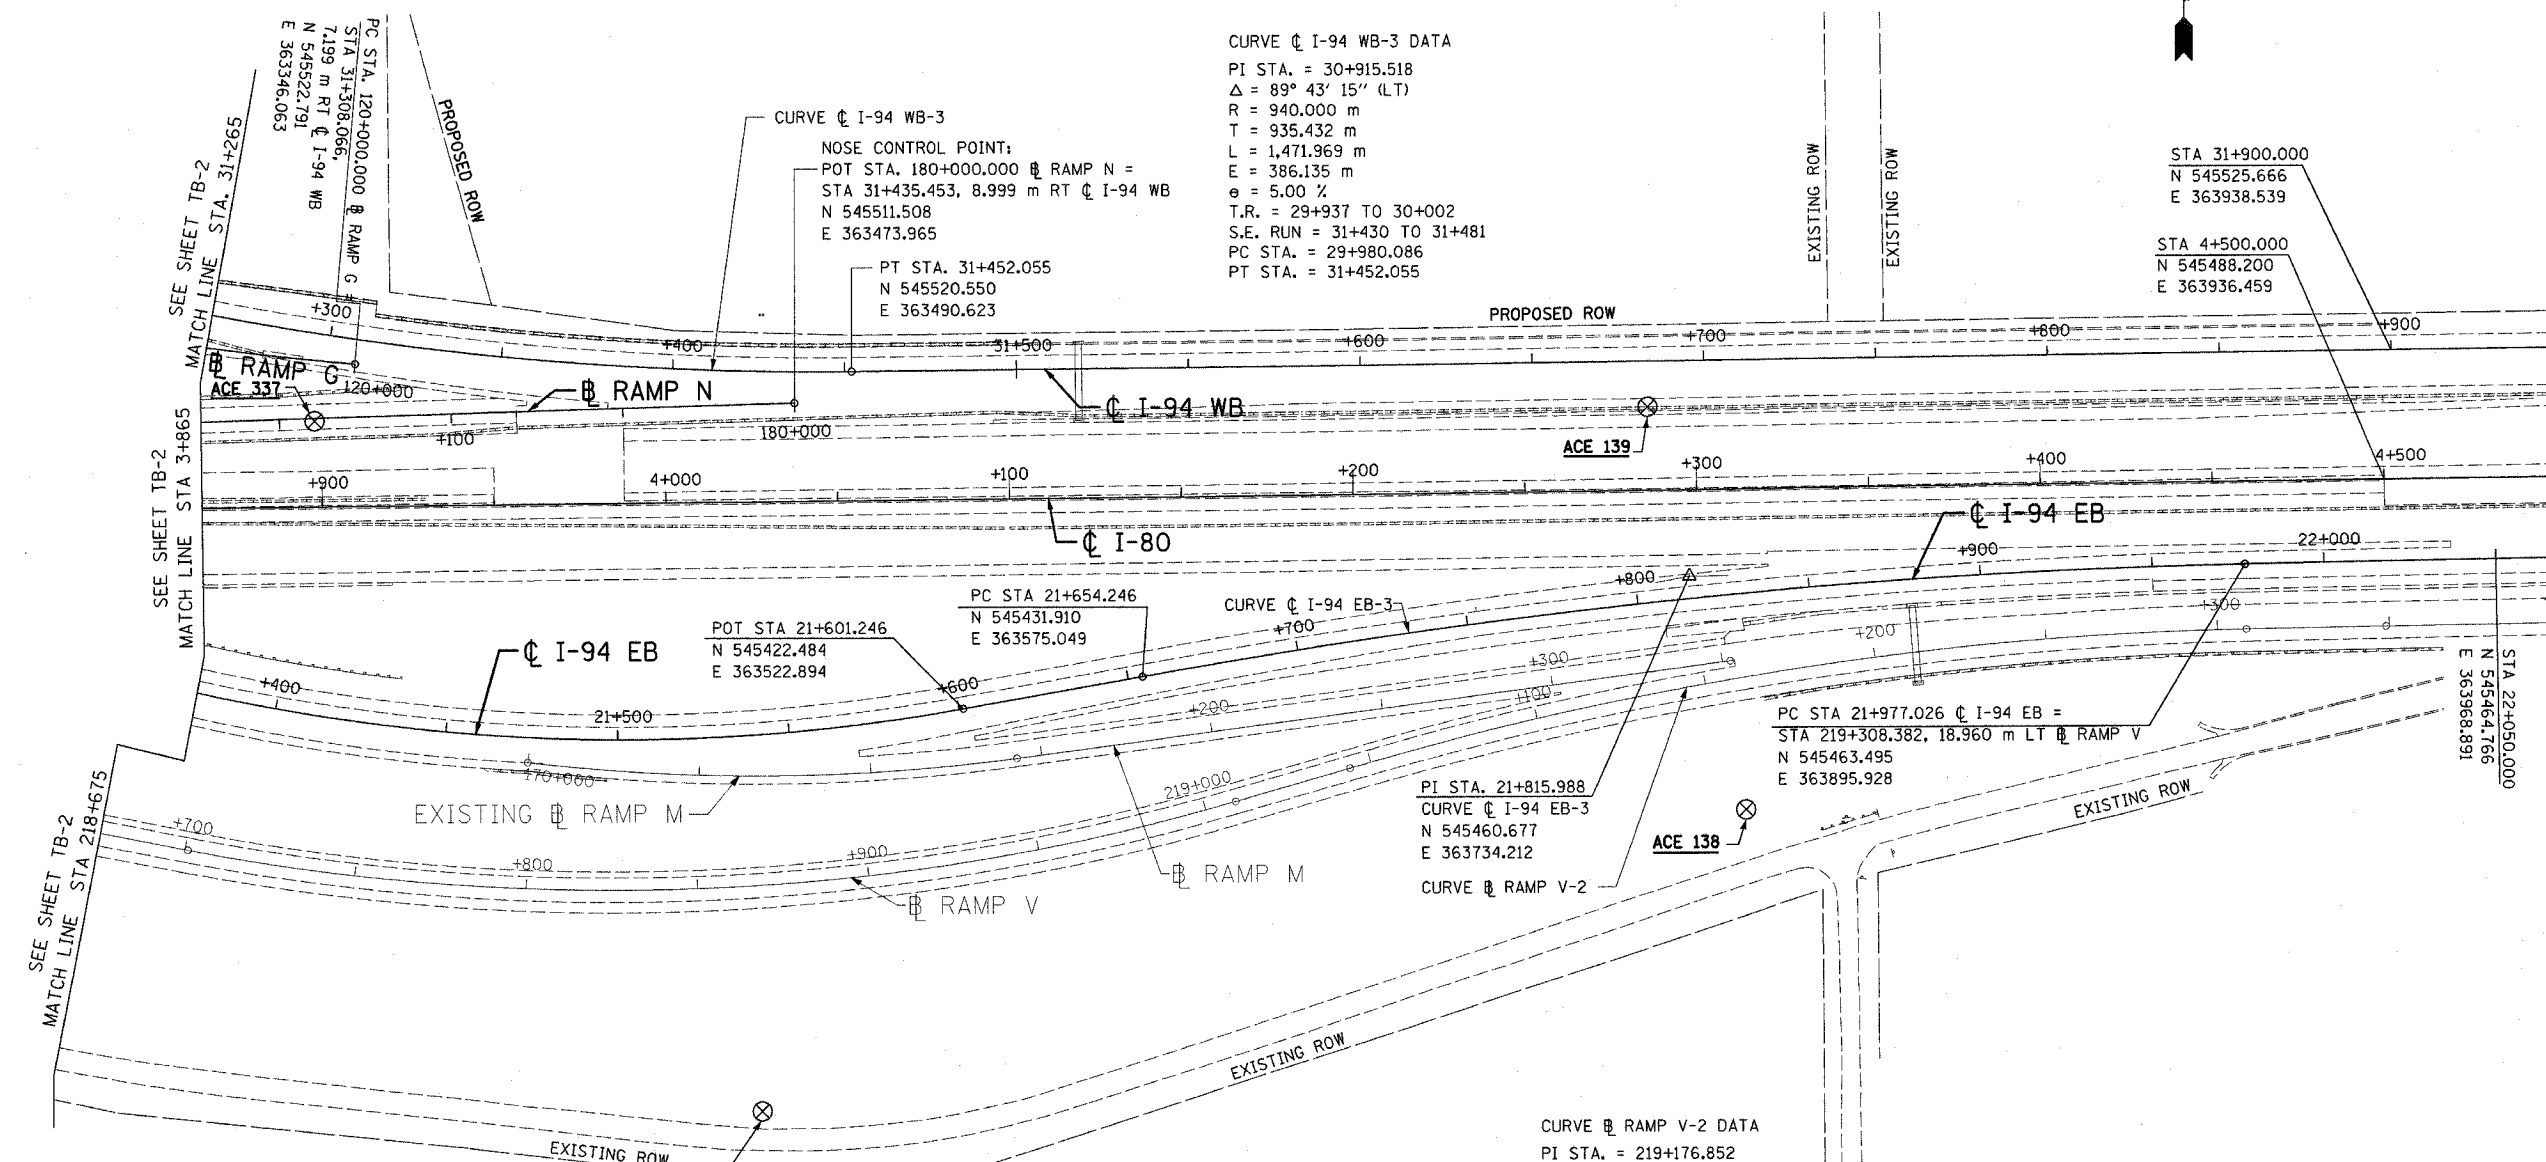 PC STA. 120+000.000 ⅊ RAMP G =
STA 31+308.066,
7.199 m RT ℄ I-94 WB
N 545522.791
E 363346.063
PROPOSED ROW
SEE SHEET TB-2
MATCH LINE STA. 31+265
CURVE ℄ I-94 WB-3
NOSE CONTROL POINT:
POT STA. 180+000.000 ⅊ RAMP N =
STA 31+435.453, 8.999 m RT ℄ I-94 WB
N 545511.508
E 363473.965
PT STA. 31+452.055
N 545520.550
E 363490.623
CURVE ℄ I-94 WB-3 DATA
PI STA. = 30+915.518
Δ = 89° 43′ 15″ (LT)
R = 940.000 m
T = 935.432 m
L = 1,471.969 m
E = 386.135 m
e = 5.00 %
T.R. = 29+937 TO 30+002
S.E. RUN = 31+430 TO 31+481
PC STA. = 29+980.086
PT STA. = 31+452.055
EXISTING ROW
EXISTING ROW
STA 31+900.000
N 545525.666
E 363938.539
STA 4+500.000
N 545488.200
E 363936.459
PROPOSED ROW
+300
+400
31+500
+600
+700
+800
+900
⅊ RAMP G
120+000
ACE 337
⅊ RAMP N
℄ I-94 WB
+100
180+000
ACE 139
SEE SHEET TB-2
MATCH LINE STA 3+865
+900
4+000
+100
+200
+300
+400
4+500
℄ I-80
℄ I-94 EB
+400
21+500
+600
+700
+800
+900
22+000
℄ I-94 EB
POT STA 21+601.246
N 545422.484
E 363522.894
PC STA 21+654.246
N 545431.910
E 363575.049
CURVE ℄ I-94 EB-3
170+000
+200
+300
+100
+200
+300
EXISTING ⅊ RAMP M
219+000
PI STA. 21+815.988
CURVE ℄ I-94 EB-3
N 545460.677
E 363734.212
CURVE ⅊ RAMP V-2
PC STA 21+977.026 ℄ I-94 EB =
STA 219+308.382, 18.960 m LT ⅊ RAMP V
N 545463.495
E 363895.928
STA 22+050.000
N 545464.766
E 363968.891
ACE 138
EXISTING ROW
SEE SHEET TB-2
MATCH LINE STA 218+675
+700
+800
+900
⅊ RAMP M
⅊ RAMP V
EXISTING ROW
EXISTING ROW
CURVE ⅊ RAMP V-2 DATA
PI STA. = 219+176.852